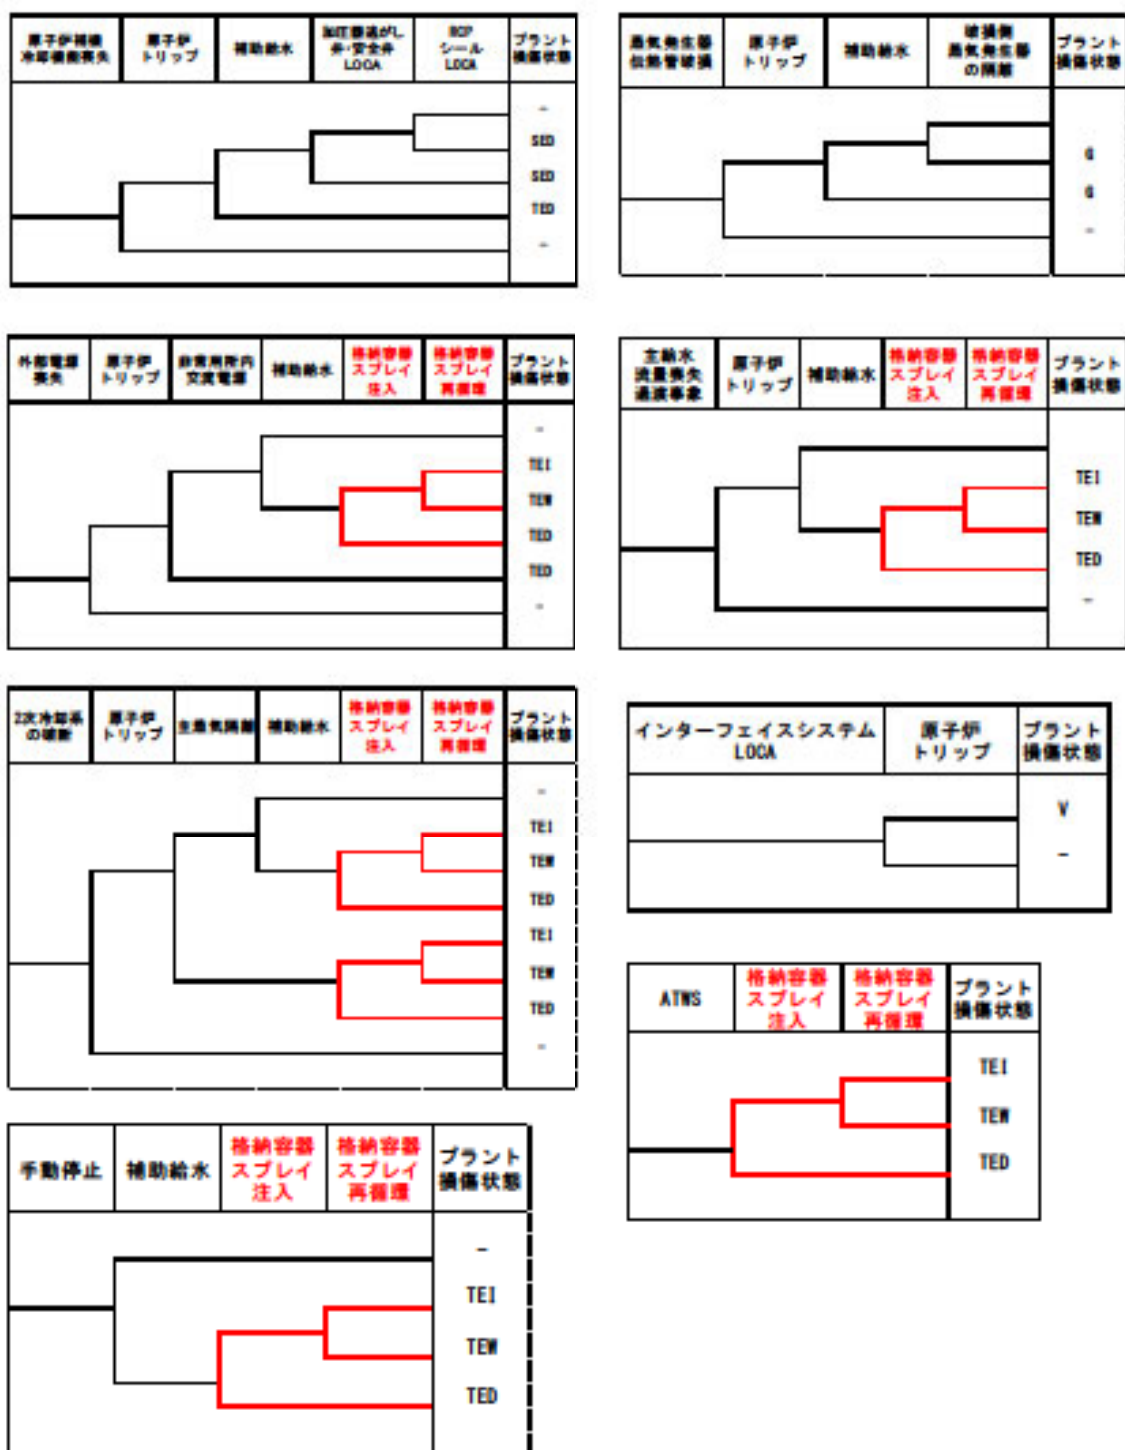 原子炉補機
冷却機能喪失
原子炉
トリップ
補助給水
加圧器逃がし
弁・安全弁
LOCA
RCP
シール
LOCA
プラント
損傷状態
-
SED
SED
TED
-
蒸気発生器
伝熱管破損
原子炉
トリップ
補助給水
破損側
蒸気発生器
の隔離
プラント
損傷状態
G
G
-
外部電源
喪失
原子炉
トリップ
非常用所内
交流電源
補助給水
格納容器
スプレイ
注入
格納容器
スプレイ
再循環
プラント
損傷状態
-
TEI
TEW
TED
TED
-
主給水
流量喪失
過渡事象
原子炉
トリップ
補助給水
格納容器
スプレイ
注入
格納容器
スプレイ
再循環
プラント
損傷状態
TEI
TEW
TED
-
2次冷却系
の破断
原子炉
トリップ
主蒸気隔離
補助給水
格納容器
スプレイ
注入
格納容器
スプレイ
再循環
プラント
損傷状態
-
TEI
TEW
TED
TEI
TEW
TED
-
インターフェイスシステム
LOCA
原子炉
トリップ
プラント
損傷状態
V
-
ATWS
格納容器
スプレイ
注入
格納容器
スプレイ
再循環
プラント
損傷状態
TEI
TEW
TED
手動停止
補助給水
格納容器
スプレイ
注入
格納容器
スプレイ
再循環
プラント
損傷状態
-
TEI
TEW
TED